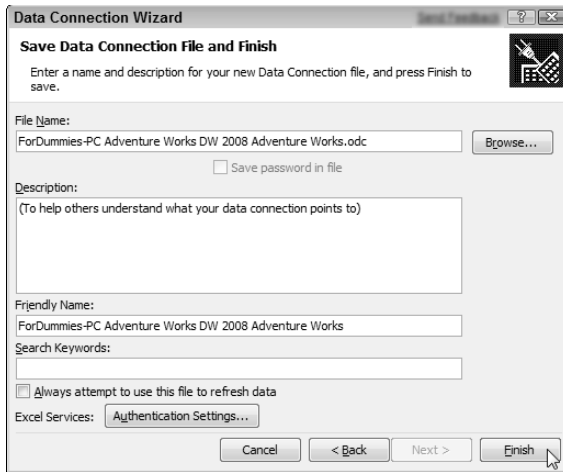 Data Connection Wizard
Send Feedback
Save Data Connection File and Finish
Enter a name and description for your new Data Connection file, and press Finish to
save.
File Name:
ForDummies-PC Adventure Works DW 2008 Adventure Works.odc
Browse...
Save password in file
Description:
(To help others understand what your data connection points to)
Friendly Name:
ForDummies-PC Adventure Works DW 2008 Adventure Works
Search Keywords:
Always attempt to use this file to refresh data
Excel Services: Authentication Settings...
Cancel < Back Next > Finish